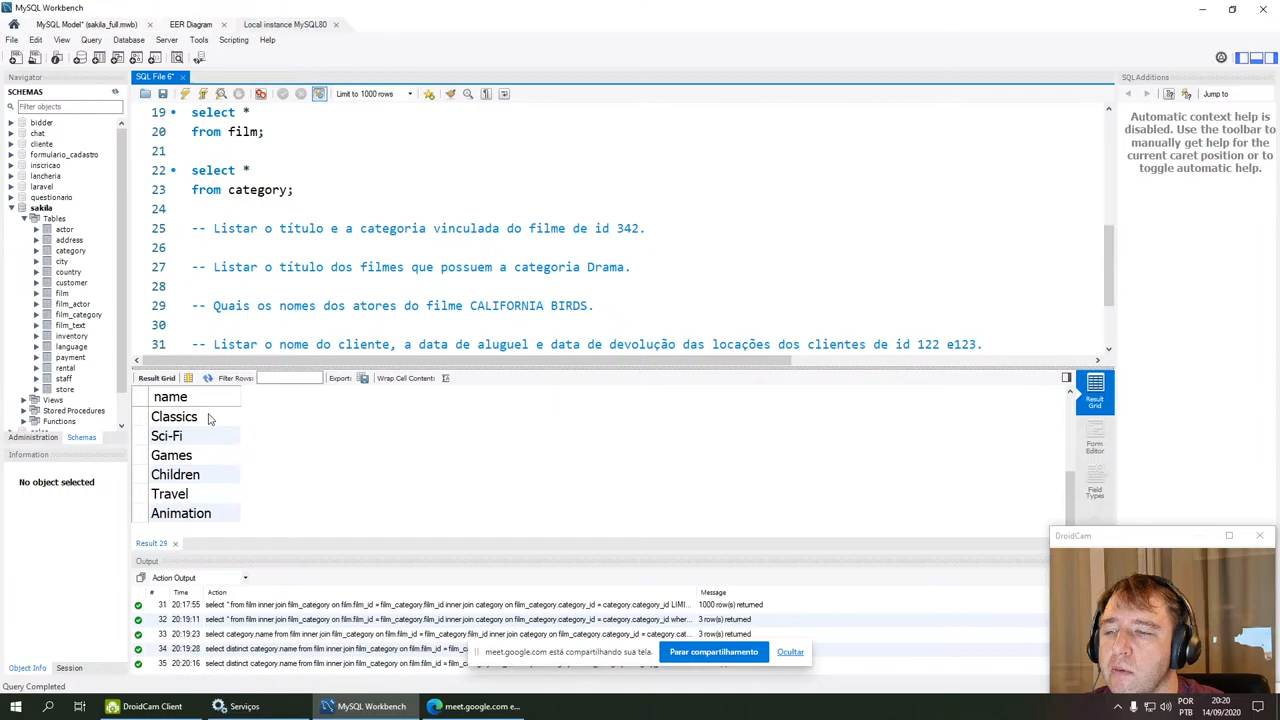 MySQL Workbench
MySQL Model* (sakila_full.mwb)
EER Diagram
Local instance MySQL80
File Edit View Query Database Server Tools Scripting Help
Navigator
SCHEMAS
Filter objects
bidder
chat
cliente
formulario_cadastro
inscricao
lancheria
laravel
questionario
sakila
Tables
actor
address
category
city
country
customer
film
film_actor
film_category
film_text
inventory
language
payment
rental
staff
store
Views
Stored Procedures
Functions
Administration Schemas
Information
No object selected
Object Info Session
Query Completed
SQL File 6*
Limit to 1000 rows
19 select *
20 from film;
21
22 select *
23 from category;
24
25 -- Listar o título e a categoria vinculada do filme de id 342.
26
27 -- Listar o título dos filmes que possuem a categoria Drama.
28
29 -- Quais os nomes dos atores do filme CALIFORNIA BIRDS.
30
31 -- Listar o nome do cliente, a data de aluguel e data de devolução das locações dos clientes de id 122 e123.
Result Grid Filter Rows: Export: Wrap Cell Content:
name
Classics
Sci-Fi
Games
Children
Travel
Animation
Result Grid
Form Editor
Field Types
Result 29
Output
Action Output
# Time Action Message
31 20:17:55 select * from film inner join film_category on film.film_id = film_category.film_id inner join category on film_category.category_id = category.category_id LIMI... 1000 row(s) returned
32 20:19:11 select * from film inner join film_category on film.film_id = film_category.film_id inner join category on film_category.category_id = category.category_id wher... 3 row(s) returned
33 20:19:23 select category.name from film inner join film_category on film.film_id = film_category.film_id inner join category on film_category.category_id = category.cat... 3 row(s) returned
34 20:19:28 select distinct category.name from film inner join film_category on film.film_id = fil
35 20:20:16 select distinct category.name from film inner join film_category on film.film_id = fil
meet.google.com está compartilhando sua tela.
Parar compartilhamento
Ocultar
SQLAdditions
Jump to
Automatic context help is
disabled. Use the toolbar to
manually get help for the
current caret position or to
toggle automatic help.
DroidCam
DroidCam Client
Serviços
MySQL Workbench
meet.google.com e...
POR
PTB
20:20
14/09/2020